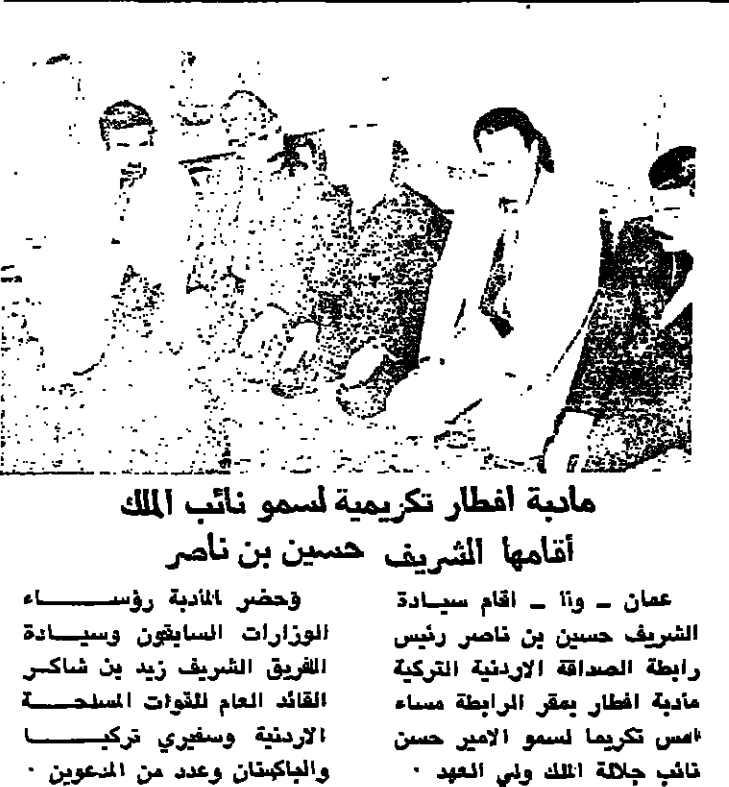 مادبة افطار تكريمية لسمو نائب الملك
أقامها الشريف حسين بن ناصر
عمان - ونا - اقام سيادة
الشريف حسين بن ناصر رئيس
رابطة الصداقة الاردنية التركية
مادبة افطار بمقر الرابطة مساء
امس تكريما لسمو الامير حسن
نائب جلالة الملك ولي العهد .
وحضر المأدبة رؤساء
الوزارات السابقون وسيادة
الفريق الشريف زيد بن شاكر
القائد العام للقوات المسلحة
الاردنية وسفيري تركيا
والباكستان وعدد من المدعوين .